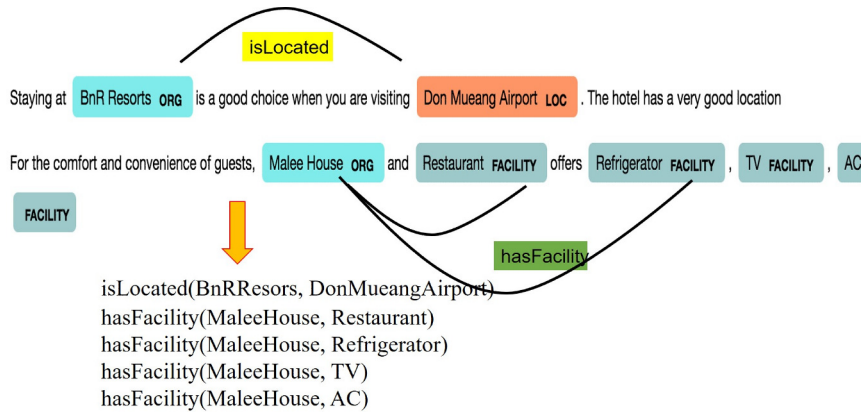 isLocated
Staying at BnR Resorts ORG is a good choice when you are visiting Don Mueang Airport LOC . The hotel has a very good location
For the comfort and convenience of guests, Malee House ORG and Restaurant FACILITY offers Refrigerator FACILITY , TV FACILITY , AC
FACILITY
hasFacility
isLocated(BnRResors, DonMueangAirport)
hasFacility(MaleeHouse, Restaurant)
hasFacility(MaleeHouse, Refrigerator)
hasFacility(MaleeHouse, TV)
hasFacility(MaleeHouse, AC)